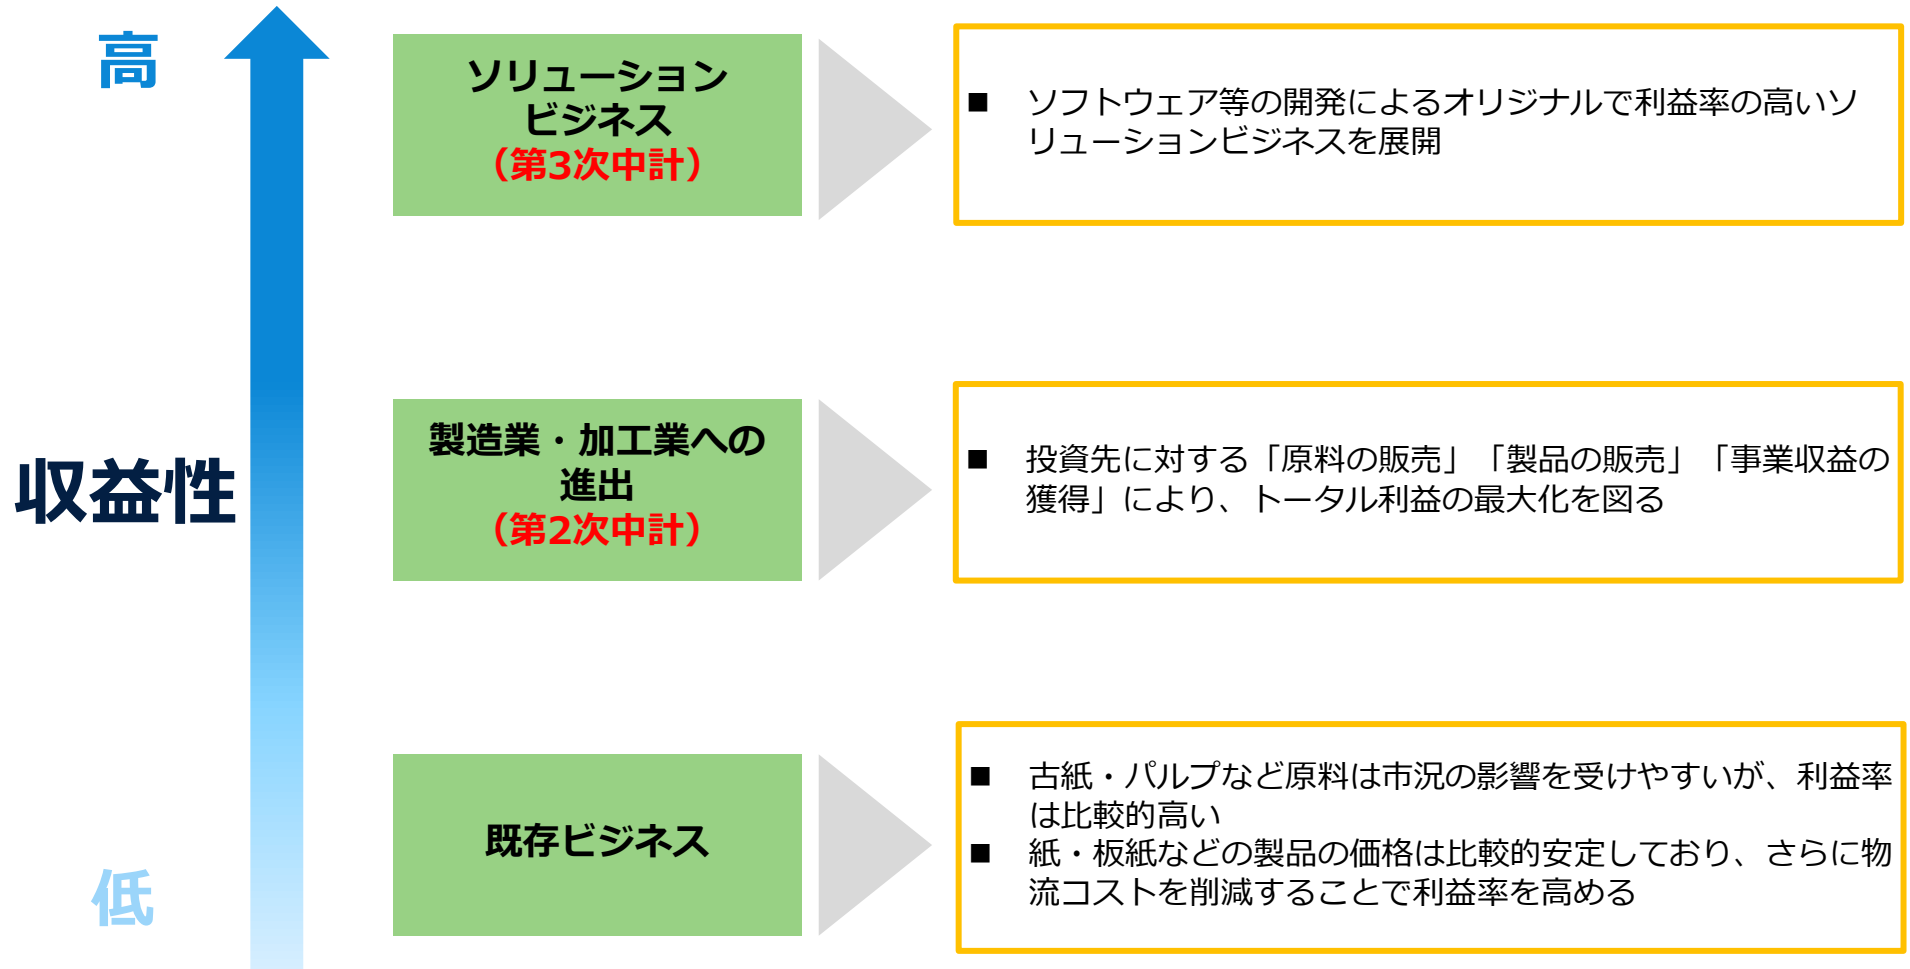 高
ソリューション
ビジネス
（第3次中計）
■ ソフトウェア等の開発によるオリジナルで利益率の高いソ
リューションビジネスを展開
収益性
製造業・加工業への
進出
（第2次中計）
■ 投資先に対する「原料の販売」「製品の販売」「事業収益の
獲得」により、トータル利益の最大化を図る
低
既存ビジネス
■ 古紙・パルプなど原料は市況の影響を受けやすいが、利益率
は比較的高い
■ 紙・板紙などの製品の価格は比較的安定しており、さらに物
流コストを削減することで利益率を高める